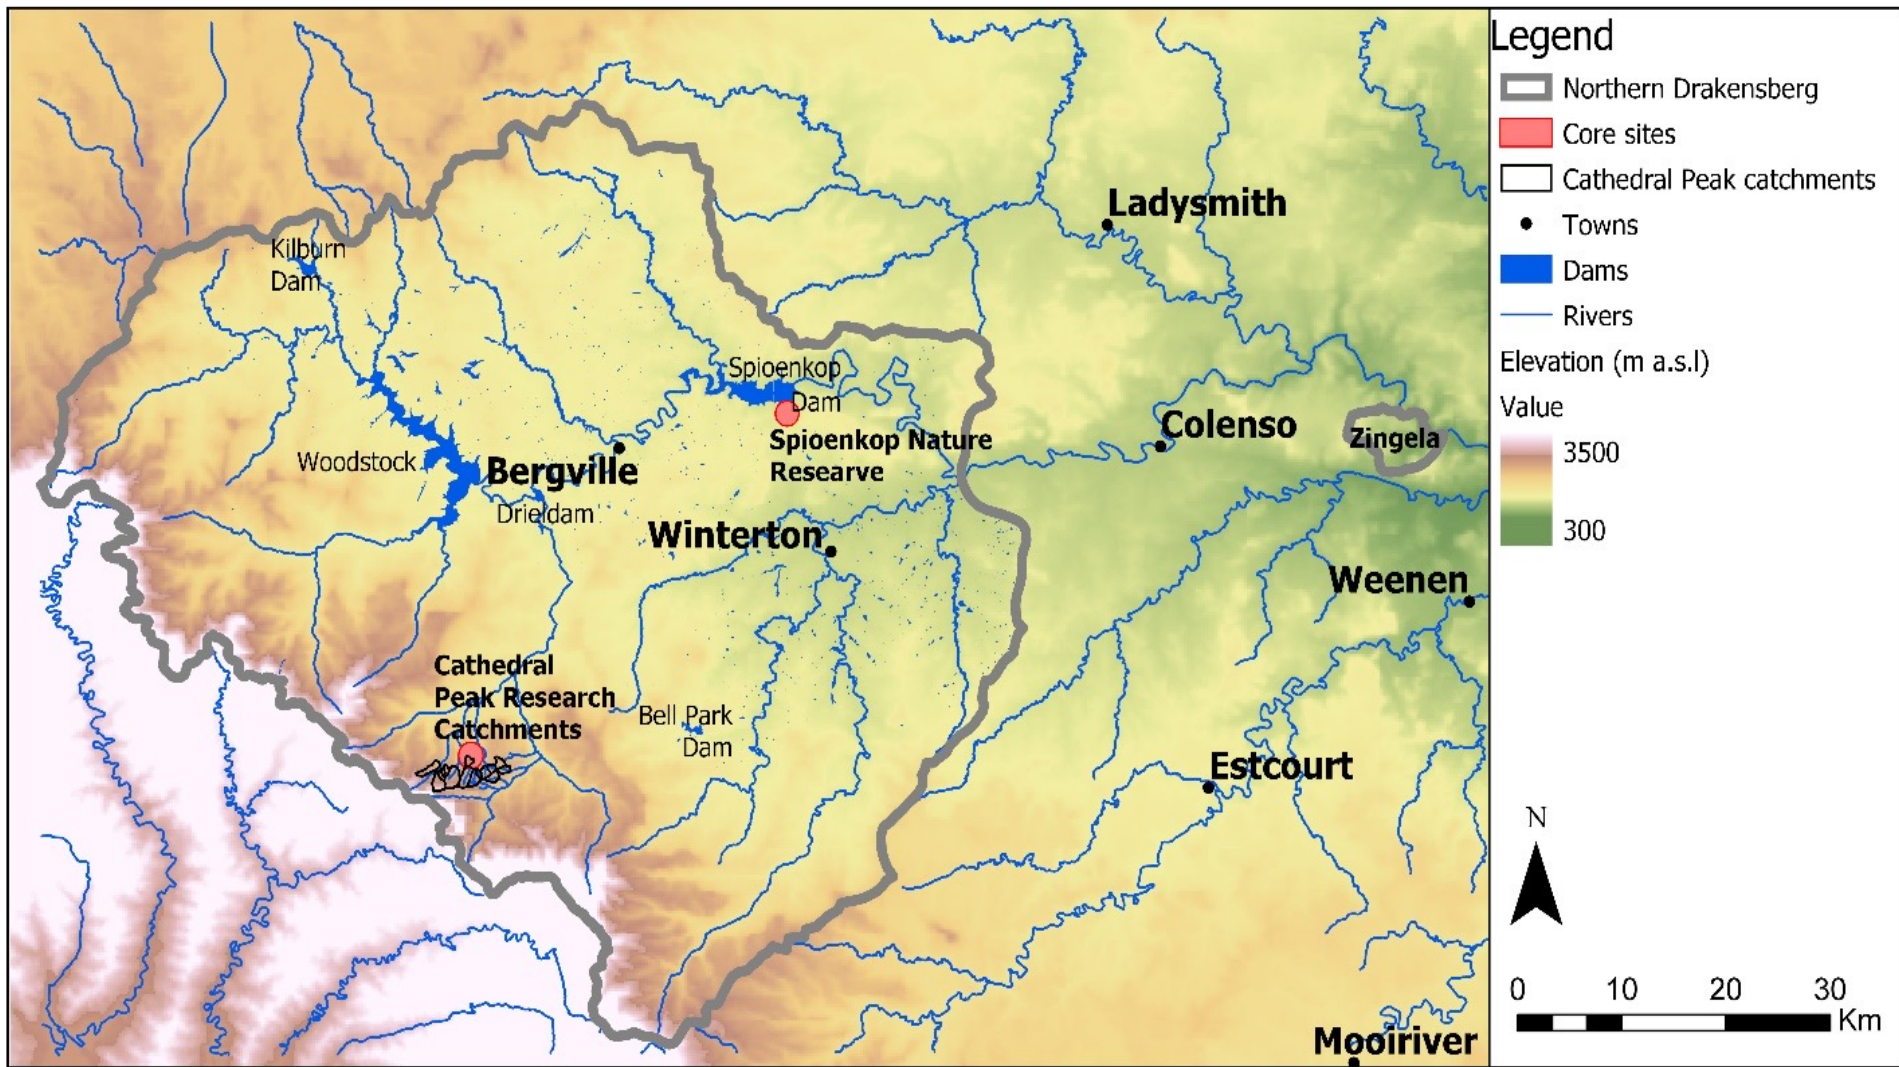 Legend
Northern Drakensberg
Core sites
Cathedral Peak catchments
Towns
Dams
Rivers
Elevation (m a.s.l)
Value
3500
300
N
0 10 20 30
Km
Kilburn
Dam
Ladysmith
Spioenkop
Dam
Spioenkop Nature
Researve
Colenso
Zingela
Woodstock
Bergville
Drieldam
Winterton
Weenen
Cathedral
Peak Research
Catchments
Bell Park
Dam
Estcourt
Mooiriver